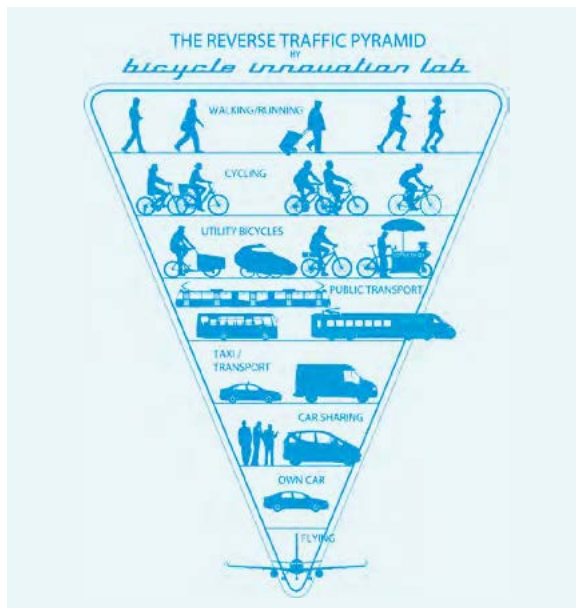 THE REVERSE TRAFFIC PYRAMID
BY
bicycle innovation lab
WALKING/RUNNING
CYCLING
UTILITY BICYCLES
PUBLIC TRANSPORT
TAXI /
TRANSPORT
CAR SHARING
OWN CAR
FLYING